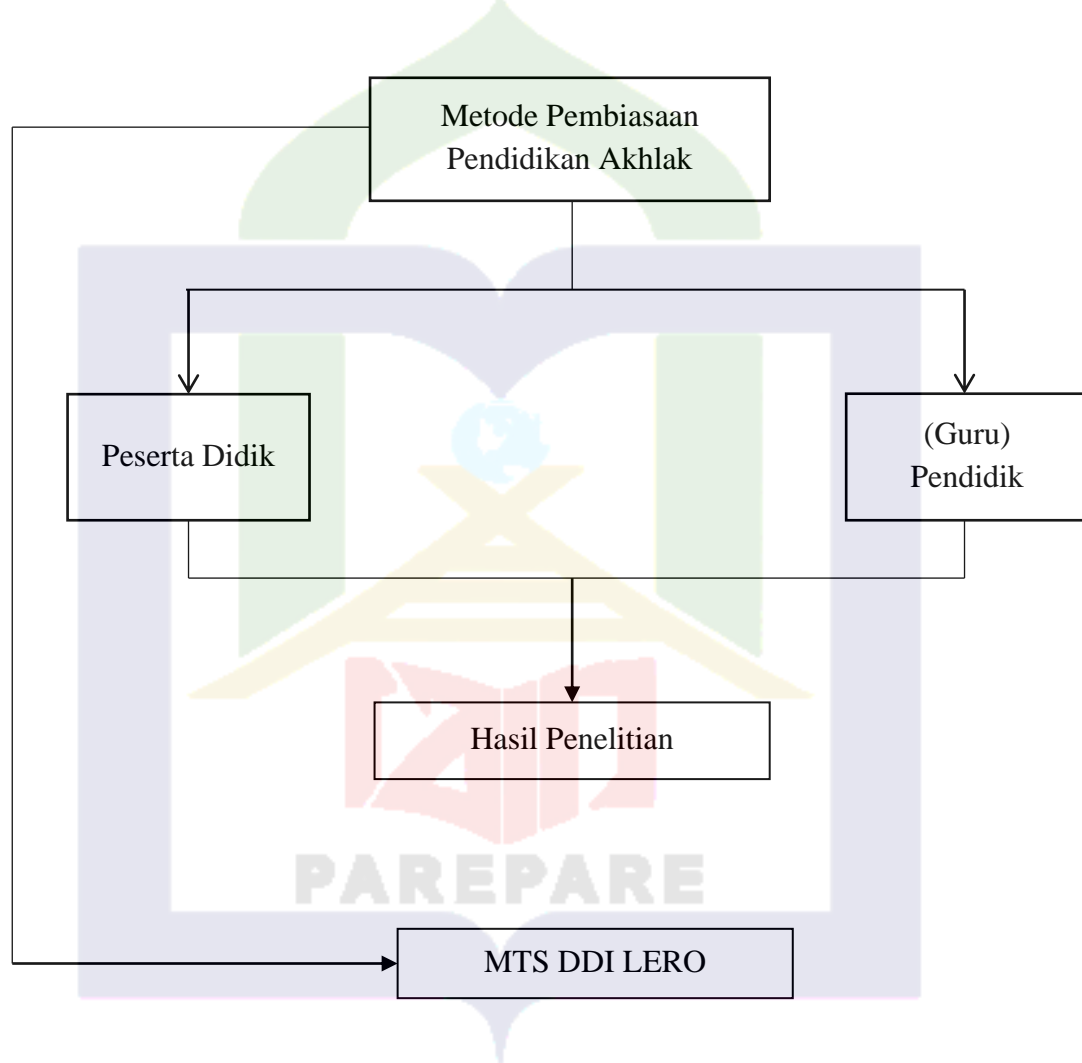 Metode Pembiasaan
Pendidikan Akhlak
Peserta Didik
(Guru)
Pendidik
Hasil Penelitian
PAREPARE
MTS DDI LERO